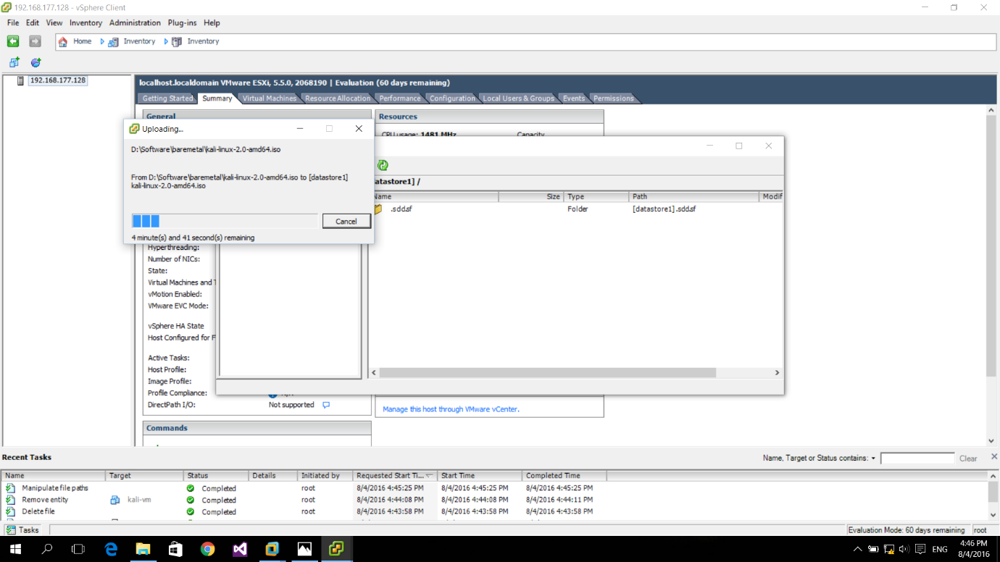 192.168.177.128 - vSphere Client
File Edit View Inventory Administration Plug-ins Help
Home Inventory Inventory
192.168.177.128
localhost.localdomain VMware ESXi, 5.5.0, 2068190 | Evaluation (60 days remaining)
Getting Started Summary Virtual Machines Resource Allocation Performance Configuration Local Users & Groups Events Permissions
General
Resources
CPU usage: 1481 MHz Capacity
Uploading...
D:\Software\baremetal\kali-linux-2.0-amd64.iso
From D:\Software\baremetal\kali-linux-2.0-amd64.iso to [datastore1]
kali-linux-2.0-amd64.iso
Cancel
4 minute(s) and 41 second(s) remaining
atastore1] /
Name Size Type Path Modif
.sdd.sf Folder [datastore1] .sdd.sf
Hyperthreading:
Number of NICs:
State:
Virtual Machines and T
vMotion Enabled:
VMware EVC Mode:
vSphere HA State
Host Configured for F
Active Tasks:
Host Profile:
Image Profile:
Profile Compliance:
DirectPath I/O: Not supported
Manage this host through VMware vCenter.
Commands
Recent Tasks
Name, Target or Status contains: Clear
Name Target Status Details Initiated by Requested Start Ti... Start Time Completed Time
Manipulate file paths Completed root 8/4/2016 4:45:25 PM 8/4/2016 4:45:25 PM 8/4/2016 4:45:25 PM
Remove entity kali-vm Completed root 8/4/2016 4:44:08 PM 8/4/2016 4:44:08 PM 8/4/2016 4:44:11 PM
Delete file Completed root 8/4/2016 4:43:58 PM 8/4/2016 4:43:58 PM 8/4/2016 4:43:58 PM
Tasks
Evaluation Mode: 60 days remaining root
ENG
4:46 PM
8/4/2016